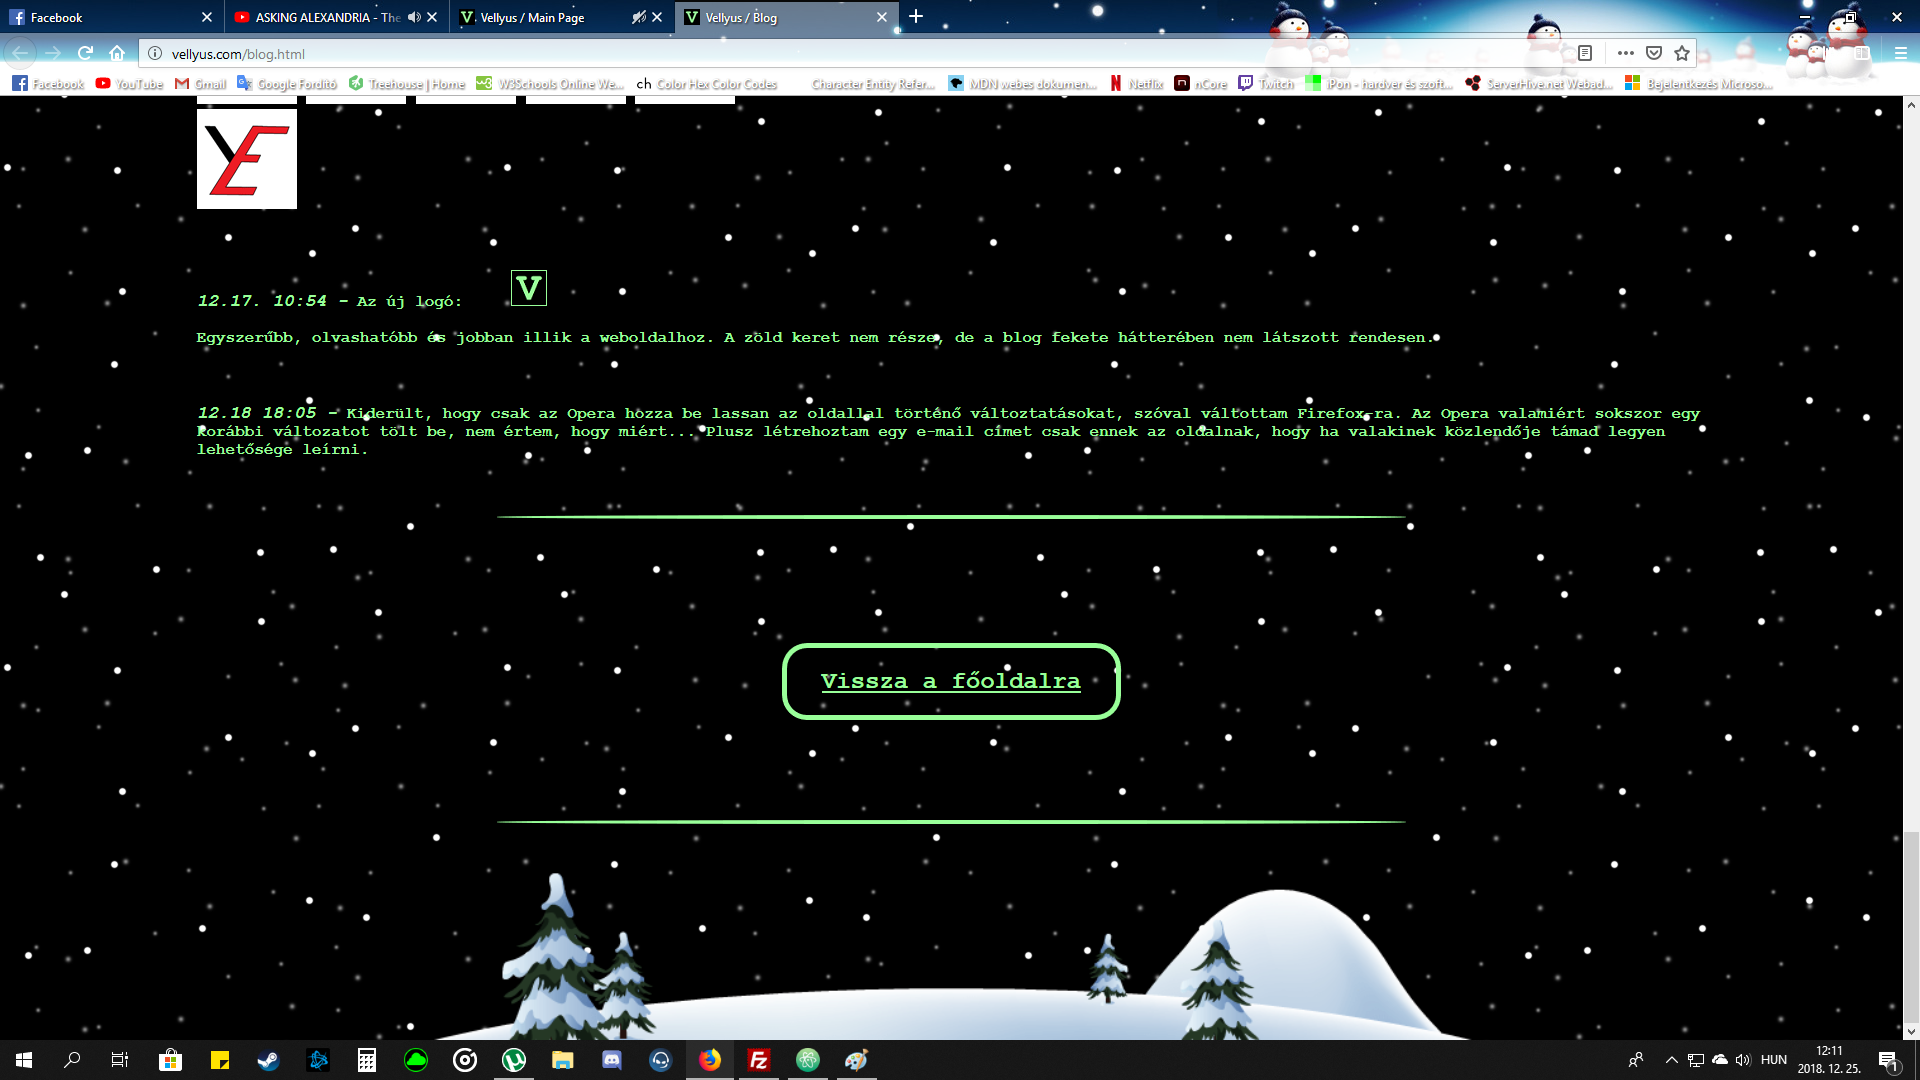 Facebook
ASKING ALEXANDRIA - The
Vellyus / Main Page
Vellyus / Blog
vellyus.com/blog.html
Facebook
YouTube
Gmail
Google Fordító
Treehouse | Home
W3Schools Online We...
ch Color Hex Color Codes
Character Entity Refer...
MDN webes dokumen...
Netflix
nCore
Twitch
iPon - hardver és szoft...
ServerHive.net Webad...
Bejelentkezés Microso...
YE
12.17. 10:54 - Az új logó: V
Egyszerűbb, olvashatóbb és jobban illik a weboldalhoz. A zöld keret nem része, de a blog fekete hátterében nem látszott rendesen.
12.18 18:05 - Kiderült, hogy csak az Opera hozza be lassan az oldallal történő változtatásokat, szóval váltottam Firefox-ra. Az Opera valamiért sokszor egy
korábbi változatot tölt be, nem értem, hogy miért... Plusz létrehoztam egy e-mail címet csak ennek az oldalnak, hogy ha valakinek közlendője támad legyen
lehetősége leírni.
Vissza a főoldalra
HUN
12:11
2018. 12. 25.
1